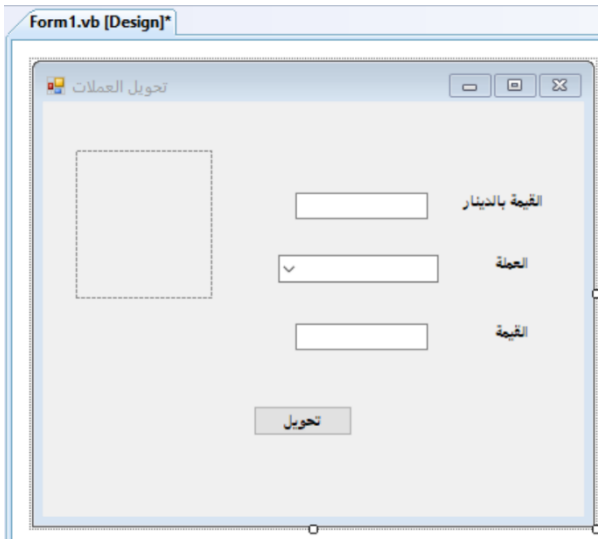 Form1.vb [Design]*
تحويل العملات
القيمة بالدينار
العملة
القيمة
تحويل